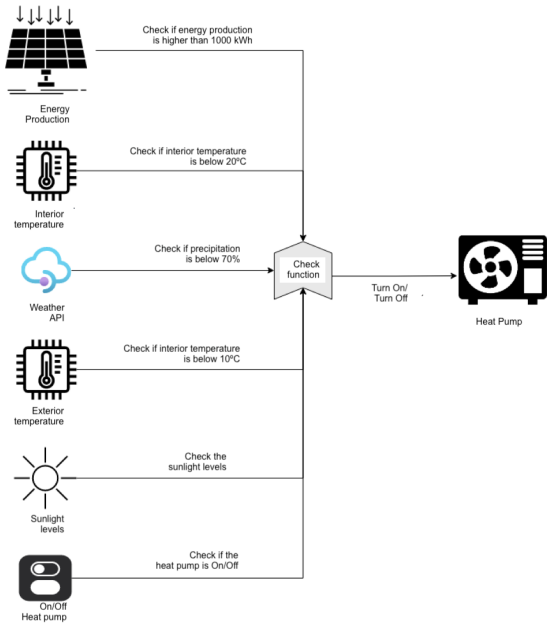 Check if energy production
is higher than 1000 kWh
Energy
Production
Check if interior temperature
is below 20ºC
Interior
temperature
Check if precipitation
is below 70%
Check
function
Weather
API
Turn On/
Turn Off
Heat Pump
Check if interior temperature
is below 10ºC
Exterior
temperature
Check the
sunlight levels
Sunlight
levels
Check if the
heat pump is On/Off
On/Off
Heat pump